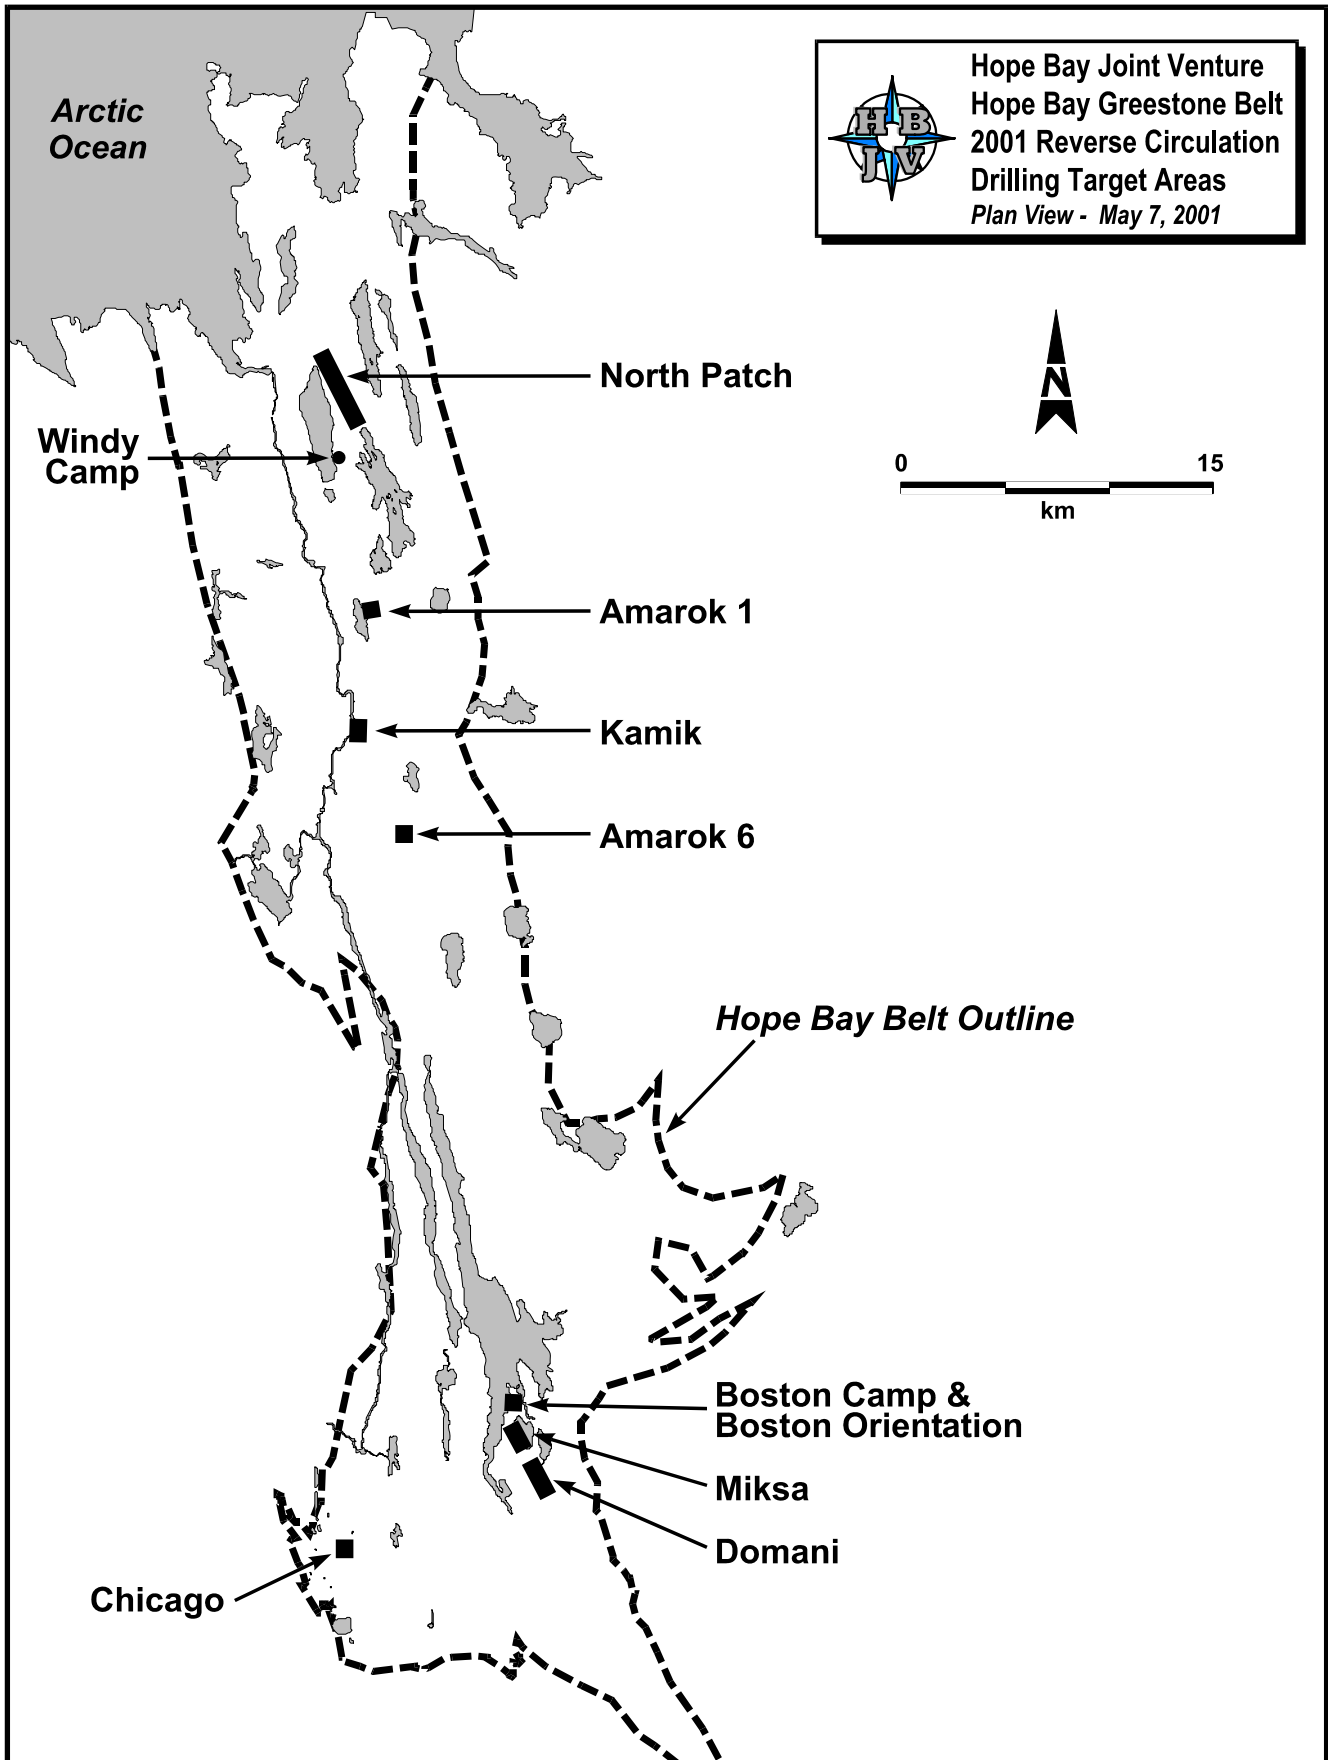 Arctic
Ocean
H B
J V
Hope Bay Joint Venture
Hope Bay Greestone Belt
2001 Reverse Circulation
Drilling Target Areas
Plan View - May 7, 2001
N
0 15
km
North Patch
Windy
Camp
Amarok 1
Kamik
Amarok 6
Hope Bay Belt Outline
Boston Camp &
Boston Orientation
Miksa
Domani
Chicago